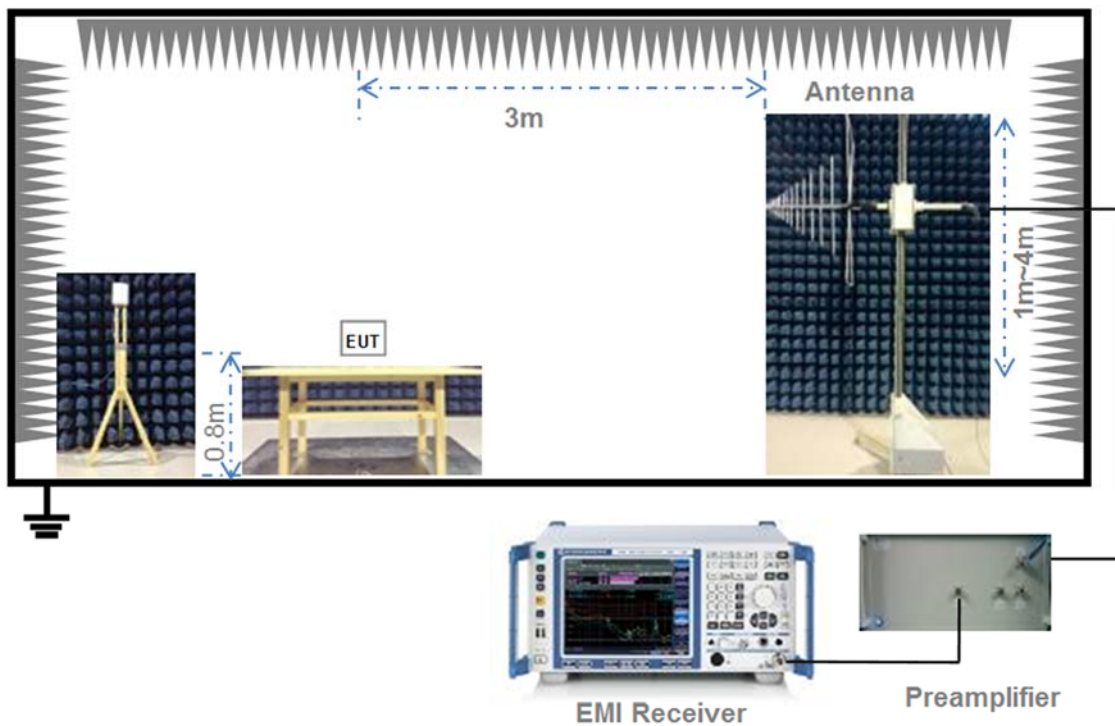 Antenna
3m
1m~4m
EUT
0.8m
EMI Receiver
Preamplifier